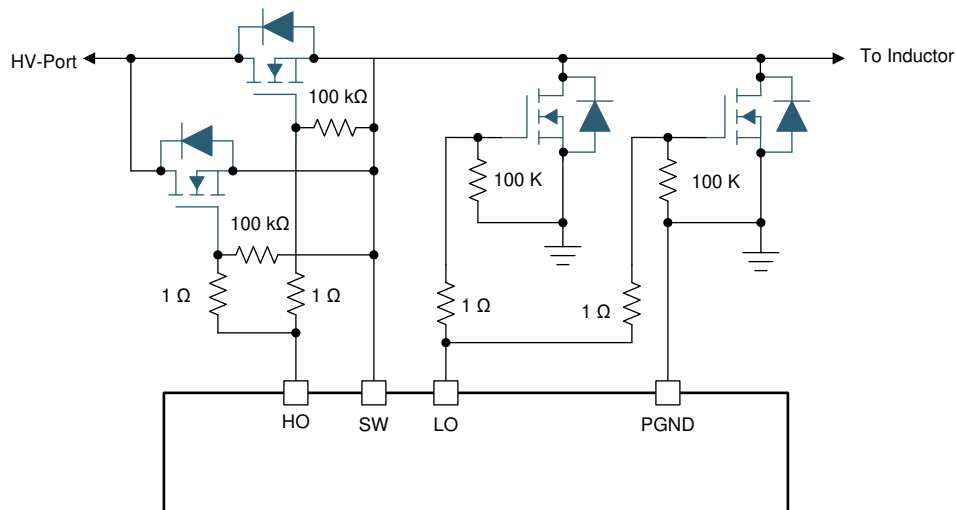 HV-Port
To Inductor
100 kΩ
100 K
100 K
100 kΩ
1 Ω
1 Ω
1 Ω
1 Ω
HO
SW
LO
PGND